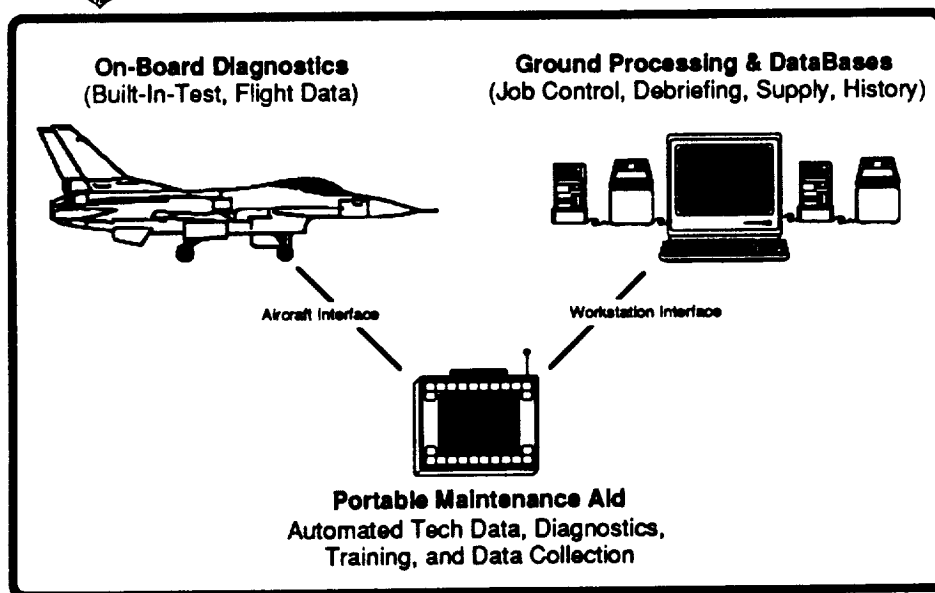 On-Board Diagnostics
(Built-In-Test, Flight Data)
Ground Processing & DataBases
(Job Control, Debriefing, Supply, History)
Aircraft Interface
Workstation Interface
Portable Maintenance Aid
Automated Tech Data, Diagnostics,
Training, and Data Collection